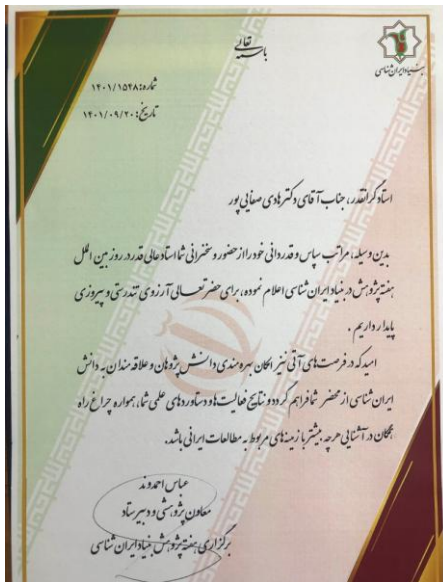 باسمه تعالی
بنیاد ایران‌شناسی
شماره: ۱۴۰۱/۱۵۴۸
تاریخ: ۱۴۰۱/۰۹/۲۰
استاد گرانقدر، جناب آقای دکتر هادی صفایی پور
بدین وسیله، مراتب سپاس و قدردانی خود را از حضور و سخنرانی شما استاد عالی قدر در روز بین الملل
هفته پژوهش در بنیاد ایران شناسی اعلام نموده، برای حضرتعالی آرزوی تندرستی و پیروزی
پایدار داریم.
امید که در فرصت‌های آتی نیز امکان بهره مندی دانش پژوهان و علاقه مندان به دانش
ایران شناسی از محضر شما فراهم گردد و نتایج فعالیت‌ها و دستاوردهای علمی شما، همواره چراغ راه
همگان در آشنایی هرچه بیشتر با زمینه‌های مربوط به مطالعات ایرانی باشد.
عباس احمدوند
معاون پژوهشی و دبیر ستاد
برگزاری هفته پژوهش بنیاد ایران شناسی